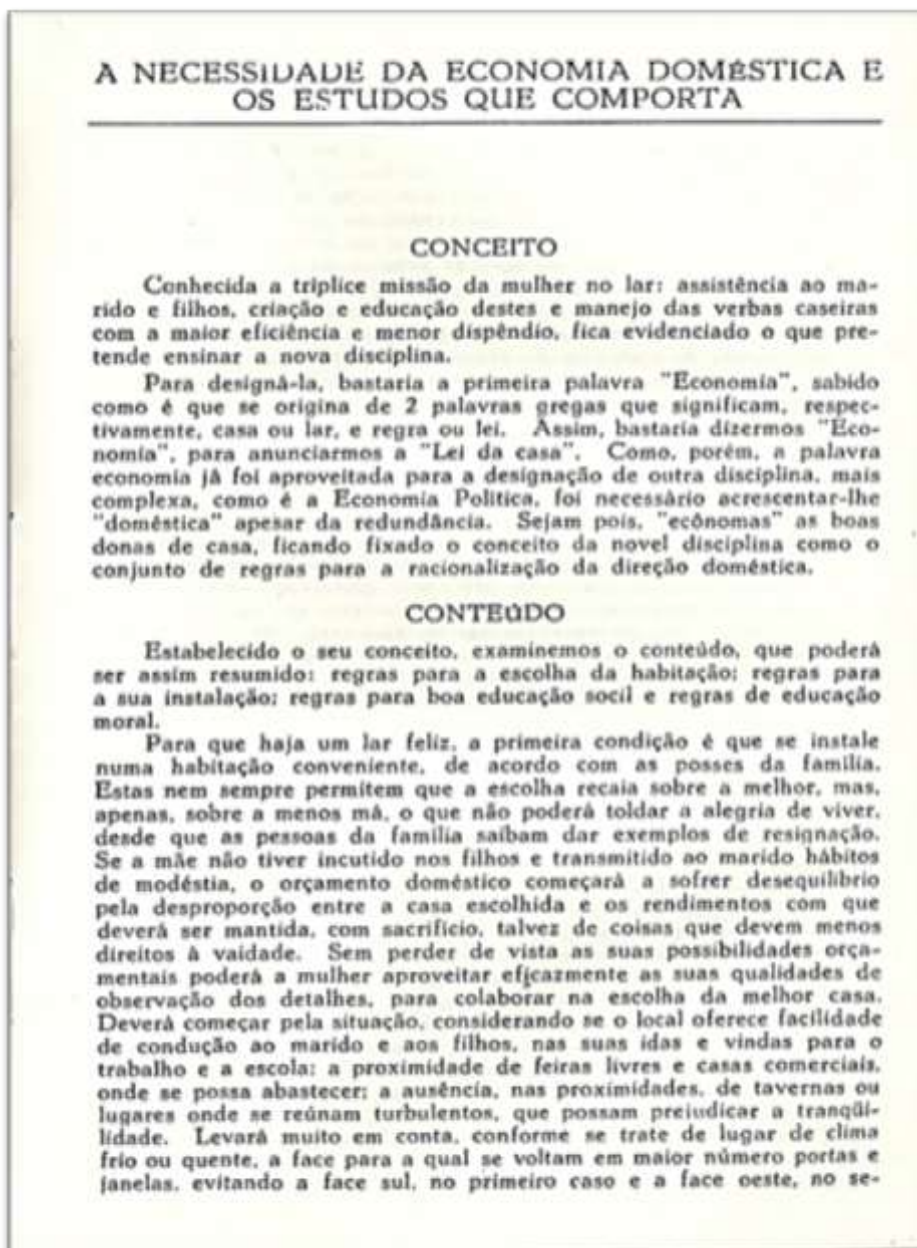 A NECESSIDADE DA ECONOMIA DOMÉSTICA E
OS ESTUDOS QUE COMPORTA
CONCEITO
Conhecida a tríplice missão da mulher no lar: assistência ao ma-
rido e filhos, criação e educação destes e manejo das verbas caseiras
com a maior eficiência e menor dispêndio, fica evidenciado o que pre-
tende ensinar a nova disciplina.
Para designá-la, bastaria a primeira palavra "Economia", sabido
como é que se origina de 2 palavras gregas que significam, respec-
tivamente, casa ou lar, e regra ou lei. Assim, bastaria dizermos "Eco-
nomia", para anunciarmos a "Lei da casa". Como, porém, a palavra
economia já foi aproveitada para a designação de outra disciplina, mais
complexa, como é a Economia Política, foi necessário acrescentar-lhe
"doméstica" apesar da redundância. Sejam pois, "ecônomas" as boas
donas de casa, ficando fixado o conceito da novel disciplina como o
conjunto de regras para a racionalização da direção doméstica.
CONTEÚDO
Estabelecido o seu conceito, examinemos o conteúdo, que poderá
ser assim resumido: regras para a escolha da habitação; regras para
a sua instalação; regras para boa educação socil e regras de educação
moral.
Para que haja um lar feliz, a primeira condição é que se instale
numa habitação conveniente, de acordo com as posses da família.
Estas nem sempre permitem que a escolha recaia sobre a melhor, mas,
apenas, sobre a menos má, o que não poderá toldar a alegria de viver,
desde que as pessoas da família saibam dar exemplos de resignação.
Se a mãe não tiver incutido nos filhos e transmitido ao marido hábitos
de modéstia, o orçamento doméstico começará a sofrer desequilíbrio
pela desproporção entre a casa escolhida e os rendimentos com que
deverá ser mantida, com sacrifício, talvez de coisas que devem menos
direitos à vaidade. Sem perder de vista as suas possibilidades orça-
mentais poderá a mulher aproveitar eficazmente as suas qualidades de
observação dos detalhes, para colaborar na escolha da melhor casa.
Deverá começar pela situação, considerando se o local oferece facilidade
de condução ao marido e aos filhos, nas suas idas e vindas para o
trabalho e a escola; a proximidade de feiras livres e casas comerciais,
onde se possa abastecer; a ausência, nas proximidades, de tavernas ou
lugares onde se reúnam turbulentos, que possam prejudicar a tranqüi-
lidade. Levará muito em conta, conforme se trate de lugar de clima
frio ou quente, a face para a qual se voltam em maior número portas e
janelas, evitando a face sul, no primeiro caso e a face oeste, no se-